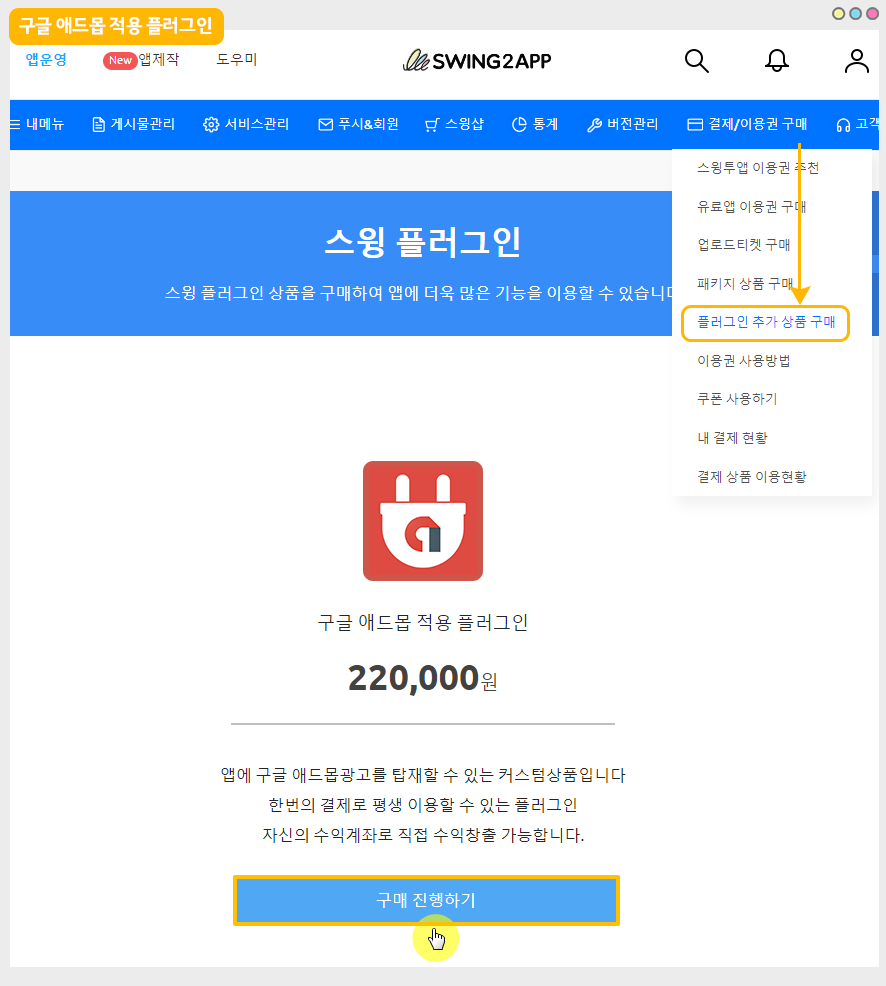 구글 애드몹 적용 플러그인
앱운영
New 앱제작
도우미
SWING2APP
내메뉴
게시물관리
서비스관리
푸시&회원
스윙샵
통계
버전관리
결제/이용권 구매
고객
스윙투앱 이용권 추천
유료앱 이용권 구매
업로드티켓 구매
패키지 상품 구매
플러그인 추가 상품 구매
이용권 사용방법
쿠폰 사용하기
내 결제 현황
결제 상품 이용현황
스윙 플러그인
스윙 플러그인 상품을 구매하여 앱에 더욱 많은 기능을 이용할 수 있습니다
구글 애드몹 적용 플러그인
220,000원
앱에 구글 애드몹광고를 탑재할 수 있는 커스텀상품입니다
한번의 결제로 평생 이용할 수 있는 플러그인
자신의 수익계좌로 직접 수익창출 가능합니다.
구매 진행하기